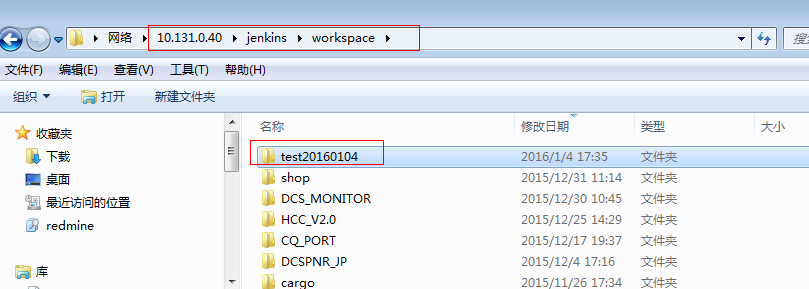 网络 10.131.0.40 jenkins workspace 搜
文件(F) 编辑(E) 查看(V) 工具(T) 帮助(H)
组织 打开 新建文件夹
收藏夹
下载
桌面
最近访问的位置
redmine
库
名称 修改日期 类型 大小
test20160104 2016/1/4 17:35 文件夹
shop 2015/12/31 11:14 文件夹
DCS_MONITOR 2015/12/30 10:45 文件夹
HCC_V2.0 2015/12/25 14:29 文件夹
CQ_PORT 2015/12/17 19:37 文件夹
DCSPNR_JP 2015/12/4 17:16 文件夹
cargo 2015/11/26 17:34 文件夹